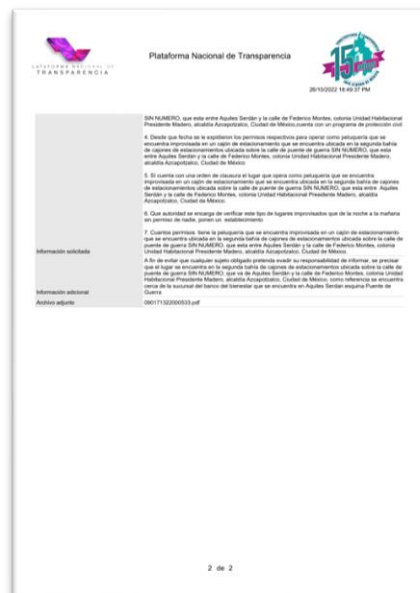 PLATAFORMA NACIONAL DE
TRANSPARENCIA
Plataforma Nacional de Transparencia
15
26/10/2022 18:49:37 PM
SIN NUMERO, que esta entre Aquiles Serdán y la calle de Federico Montes, colonia Unidad Habitacional
Presidente Madero, alcaldía Azcapotzalco, Ciudad de México,cuenta con un programa de protección civil
4. Desde que fecha se le expidieron los permisos respectivos para operar como peluquería que se
encuentra improvisada en un cajón de estacionamiento que se encuentra ubicada en la segunda bahía
de cajones de estacionamientos ubicada sobre la calle de puente de guerra SIN NUMERO, que esta
entre Aquiles Serdán y la calle de Federico Montes, colonia Unidad Habitacional Presidente Madero,
alcaldía Azcapotzalco, Ciudad de México
5. Si cuenta con una orden de clausura el lugar que opera como peluquería que se encuentra
improvisada en un cajón de estacionamiento que se encuentra ubicada en la segunda bahía de cajones
de estacionamientos ubicada sobre la calle de puente de guerra SIN NUMERO, que esta entre Aquiles
Serdán y la calle de Federico Montes, colonia Unidad Habitacional Presidente Madero, alcaldía
Azcapotzalco, Ciudad de México.
6. Que autoridad se encarga de verificar este tipo de lugares improvisados que de la noche a la mañana
sin permiso de nadie, ponen un establecimiento
7. Cuantos permisos tiene la peluquería que se encuentra improvisada en un cajón de estacionamiento
que se encuentra ubicada en la segunda bahía de cajones de estacionamientos ubicada sobre la calle de
puente de guerra SIN NUMERO, que esta entre Aquiles Serdán y la calle de Federico Montes, colonia
Información solicitada Unidad Habitacional Presidente Madero, alcaldía Azcapotzalco, Ciudad de México.
A fin de evitar que cualquier sujeto obligado pretenda evadir su responsabilidad de informar, se precisa
que el lugar se encuentra en la segunda bahía de cajones de estacionamientos ubicada sobre la calle de
puente de guerra SIN NUMERO, que va de Aquiles Serdán y la calle de Federico Montes, colonia Unidad
Habitacional Presidente Madero, alcaldía Azcapotzalco, Ciudad de México, como referencia se encuentra
cerca de la sucursal del banco del bienestar que se encuentra en Aquiles Serdan esquina Puente de
Información adicional Guerra
Archivo adjunto 090171322000533.pdf
2 de 2